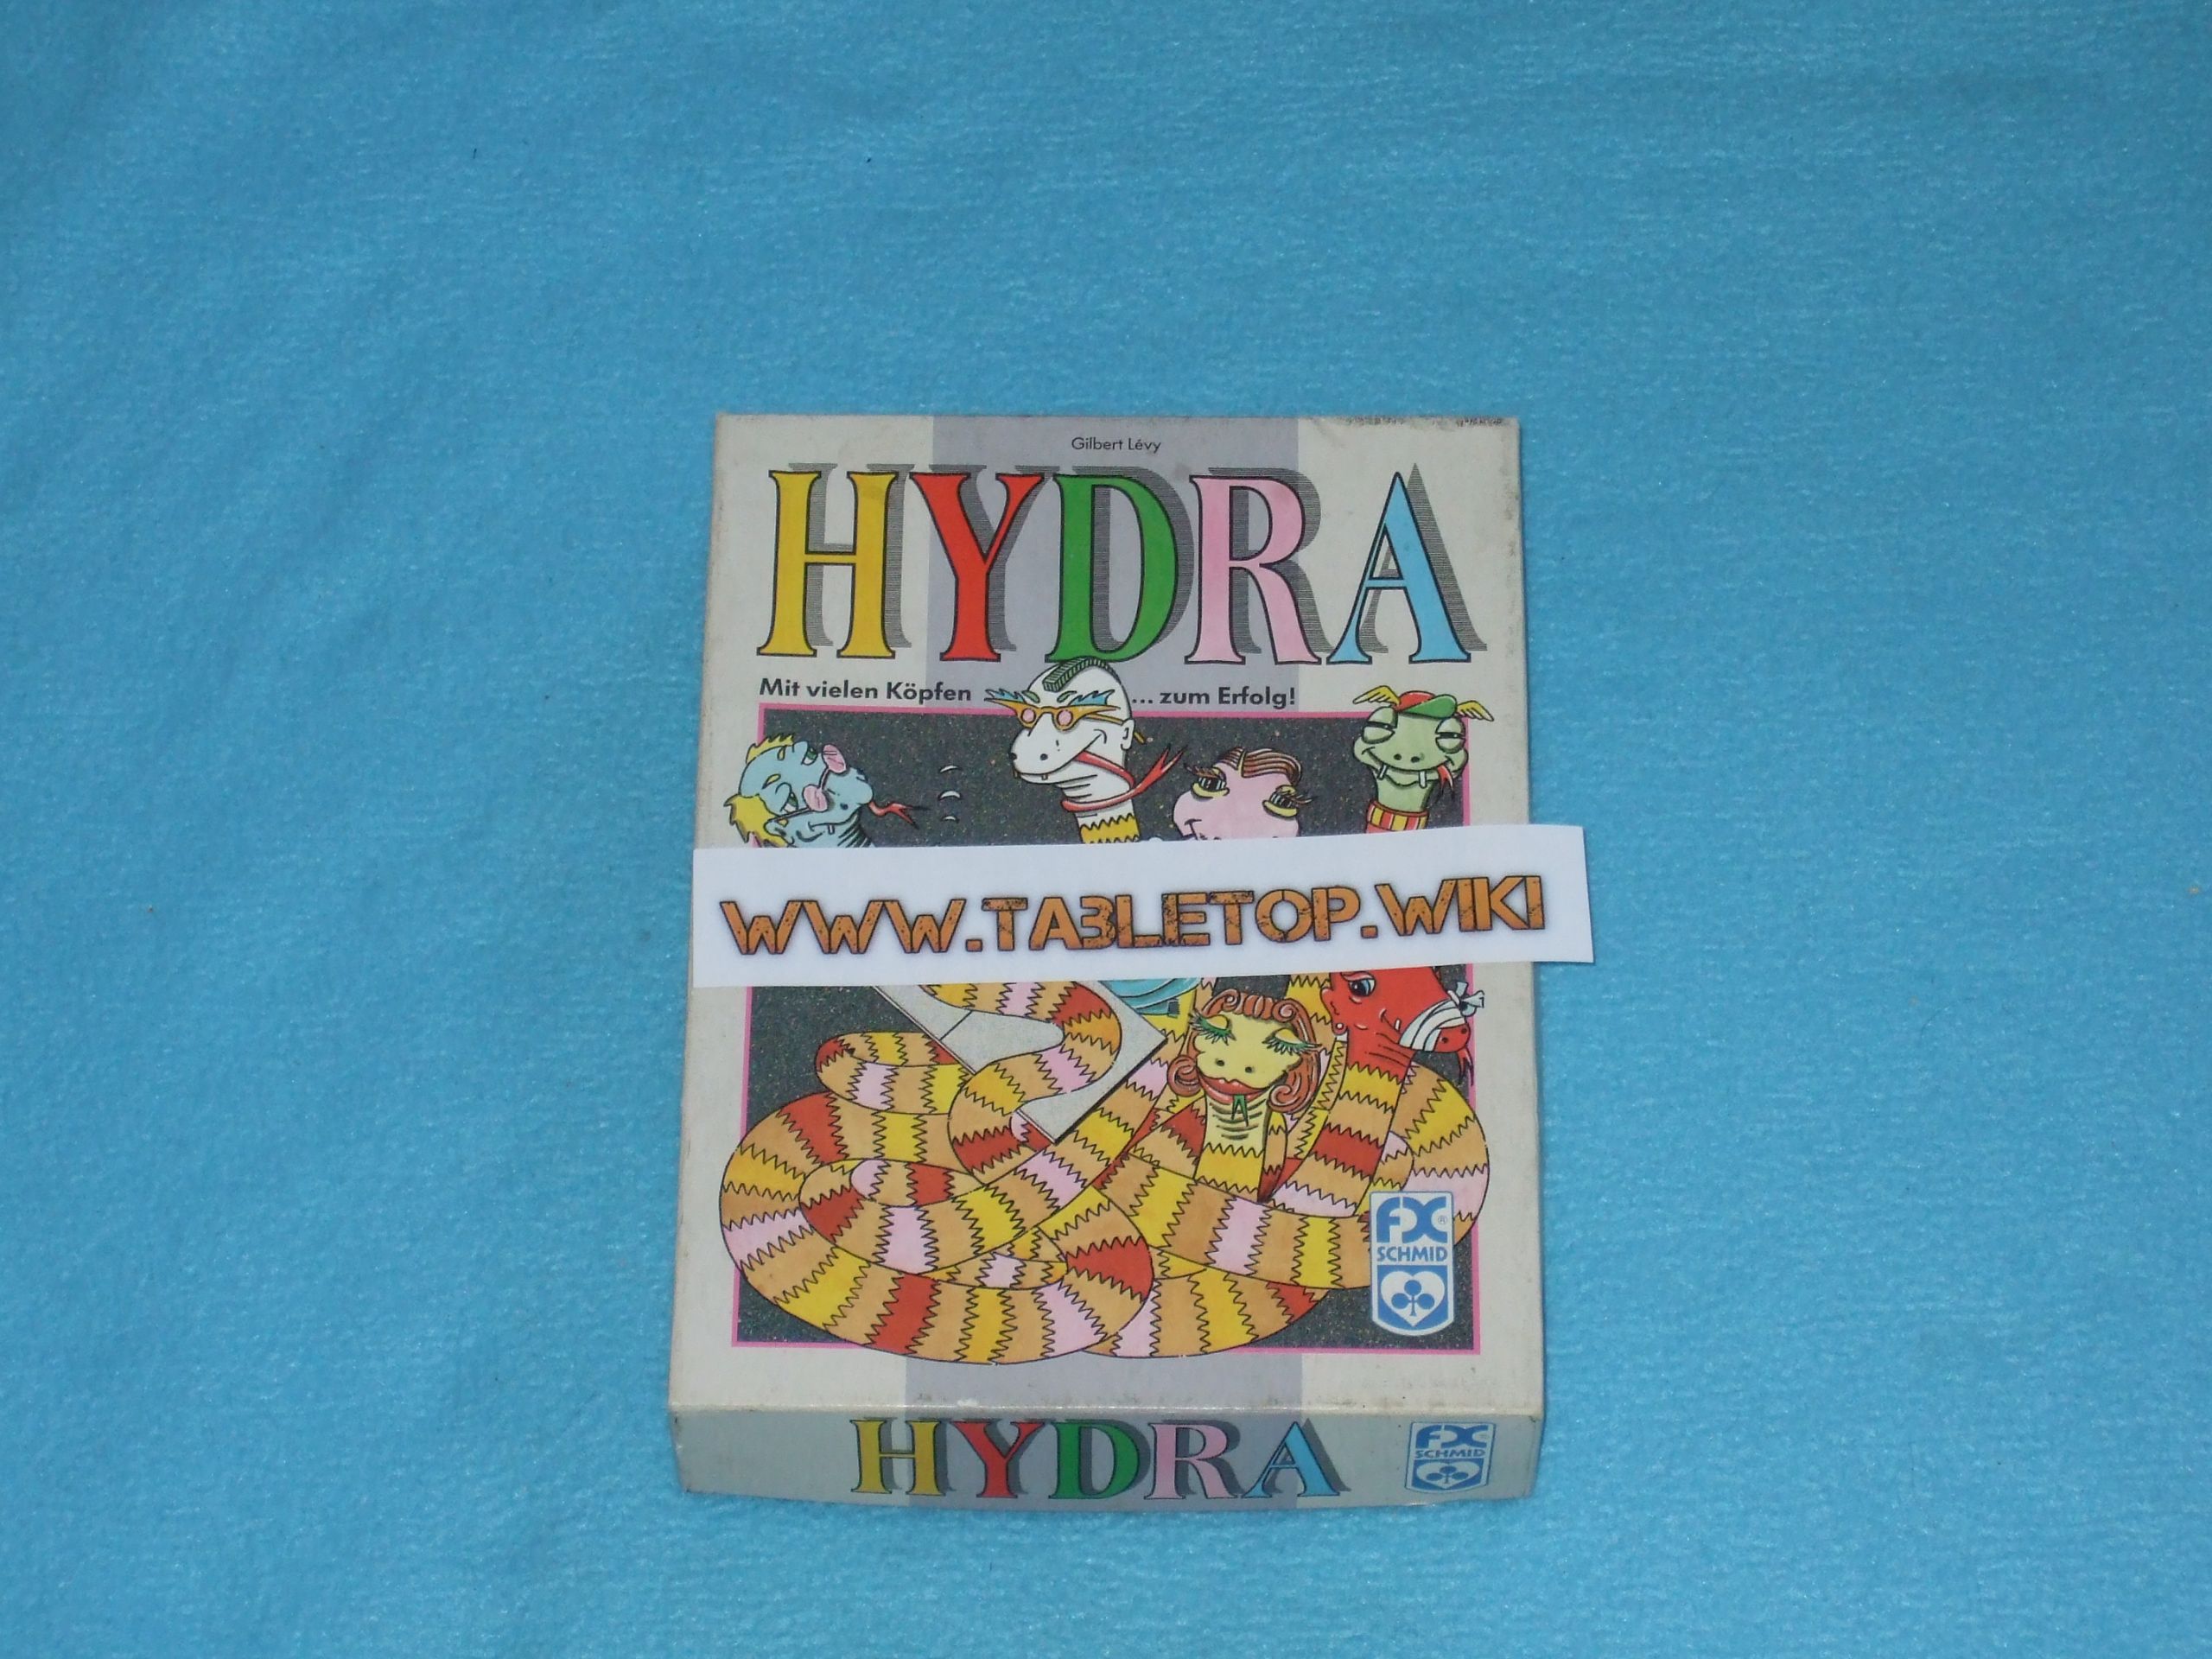 Gilbert Lévy
HYDRA
Mit vielen Köpfen ... zum Erfolg!
WWW.TABLETOP.WIKI
FX®
SCHMID
HYDRA
FX®
SCHMID